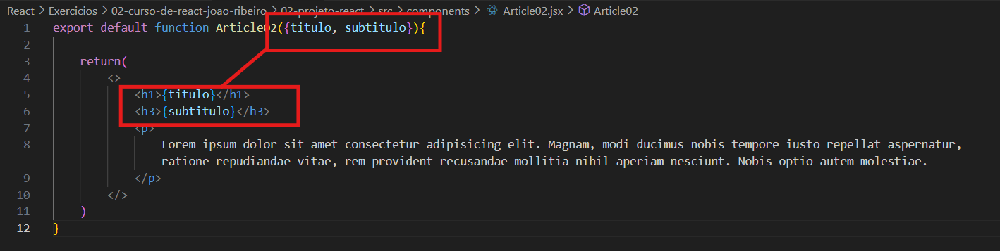 React > Exercicios > 02-curso-de-react-joao-ribeiro > 02-projeto-react > src > components > Article02.jsx > Article02
1 export default function Article02({titulo, subtitulo}){
2
3 return(
4 <>
5 <h1>{titulo}</h1>
6 <h3>{subtitulo}</h3>
7 <p>
8 Lorem ipsum dolor sit amet consectetur adipisicing elit. Magnam, modi ducimus nobis tempore iusto repellat aspernatur,
ratione repudiandae vitae, rem provident recusandae mollitia nihil aperiam nesciunt. Nobis optio autem molestiae.
9 </p>
10 </>
11 )
12 }